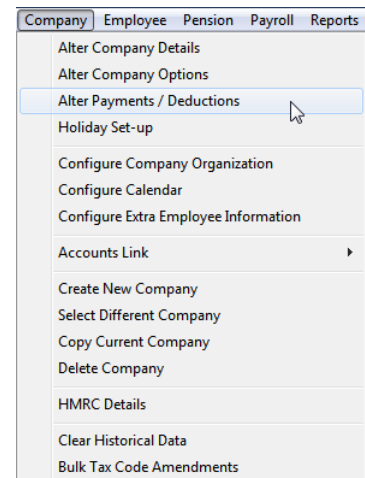 Company Employee Pension Payroll Reports
Alter Company Details
Alter Company Options
Alter Payments / Deductions
Holiday Set-up
Configure Company Organization
Configure Calendar
Configure Extra Employee Information
Accounts Link
Create New Company
Select Different Company
Copy Current Company
Delete Company
HMRC Details
Clear Historical Data
Bulk Tax Code Amendments